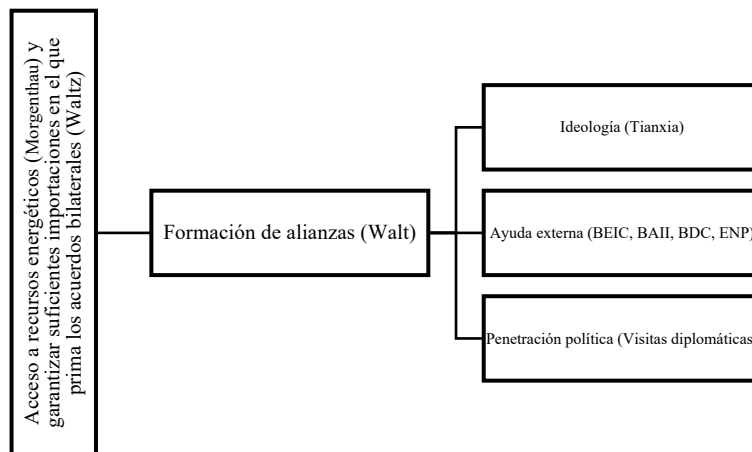 Acceso a recursos energéticos (Morgenthau) y
garantizar suficientes importaciones en el que
prima los acuerdos bilaterales (Waltz)
Formación de alianzas (Walt)
Ideología (Tianxia)
Ayuda externa (BEIC, BAII, BDC, ENP)
Penetración política (Visitas diplomáticas